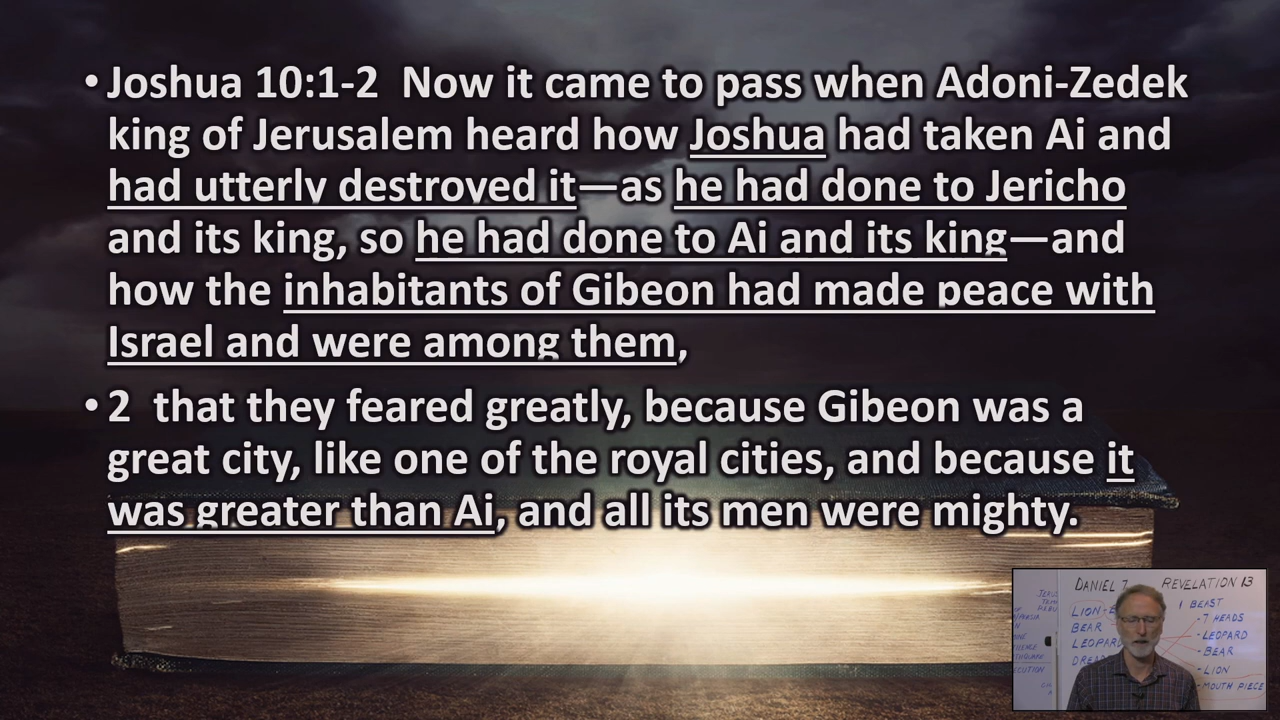 • Joshua 10:1-2 Now it came to pass when Adoni-Zedek
king of Jerusalem heard how Joshua had taken Ai and
had utterly destroyed it—as he had done to Jericho
and its king, so he had done to Ai and its king—and
how the inhabitants of Gibeon had made peace with
Israel and were among them,
• 2 that they feared greatly, because Gibeon was a
great city, like one of the royal cities, and because it
was greater than Ai, and all its men were mighty.
DANIEL 7
LION-
BEAR
LEOPARD
REVELATION 13
1 BEAST
-7 HEADS
-LEOPARD
-BEAR
-LION
-MOUTH PIECE